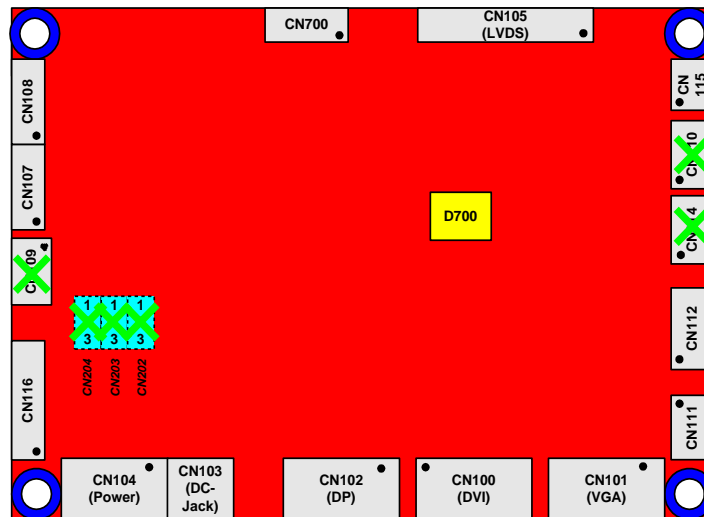 CN700
CN105
(LVDS)
CN108
CN
115
CN107
D700
CN112
1 1 1
3 3 3
CN204
CN203
CN202
CN116
CN111
CN104
(Power)
CN103
(DC-
Jack)
CN102
(DP)
CN100
(DVI)
CN101
(VGA)